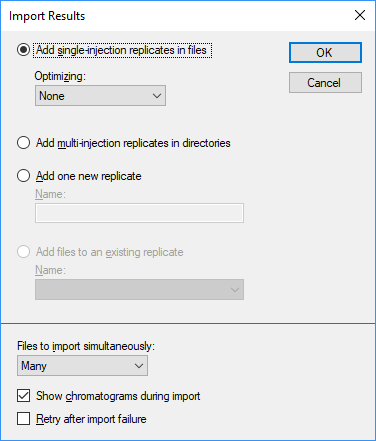 Import Results
Add single-injection replicates in files
OK
Optimizing:
None
Cancel
Add multi-injection replicates in directories
Add one new replicate
Name:
Add files to an existing replicate
Name:
Files to import simultaneously:
Many
Show chromatograms during import
Retry after import failure